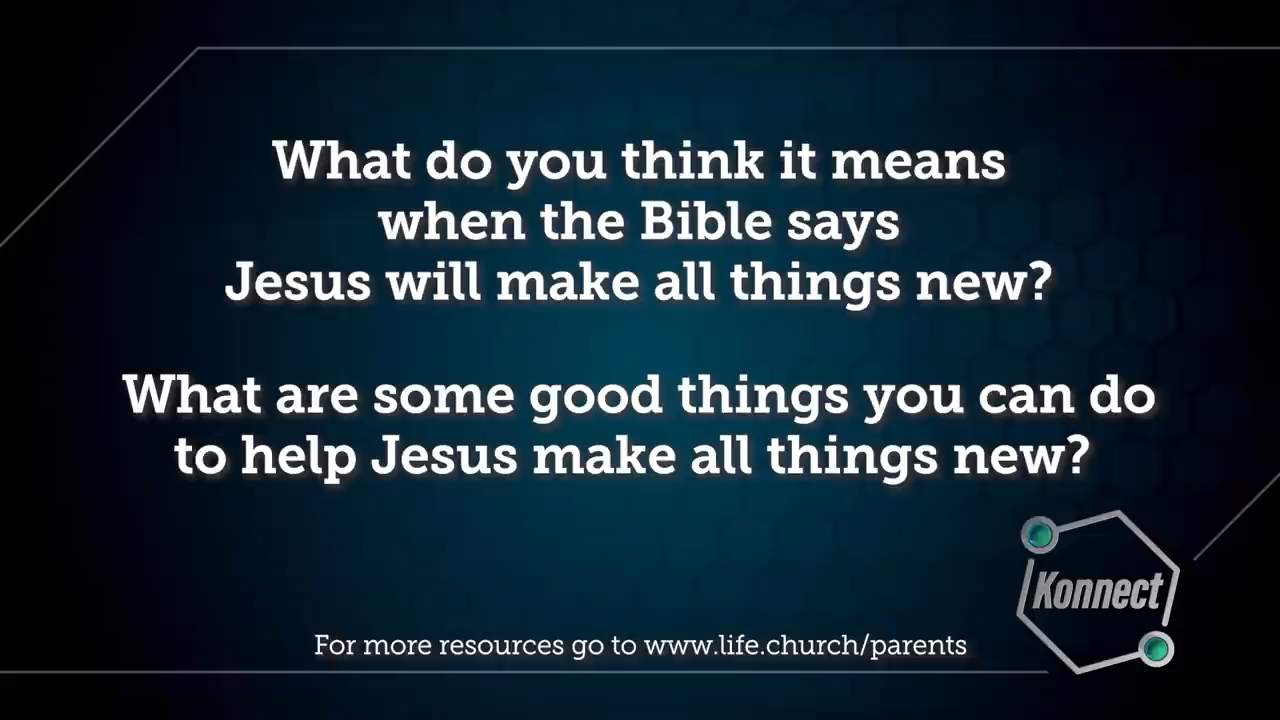 What do you think it means
when the Bible says
Jesus will make all things new?
What are some good things you can do
to help Jesus make all things new?
Konnect
For more resources go to www.life.church/parents